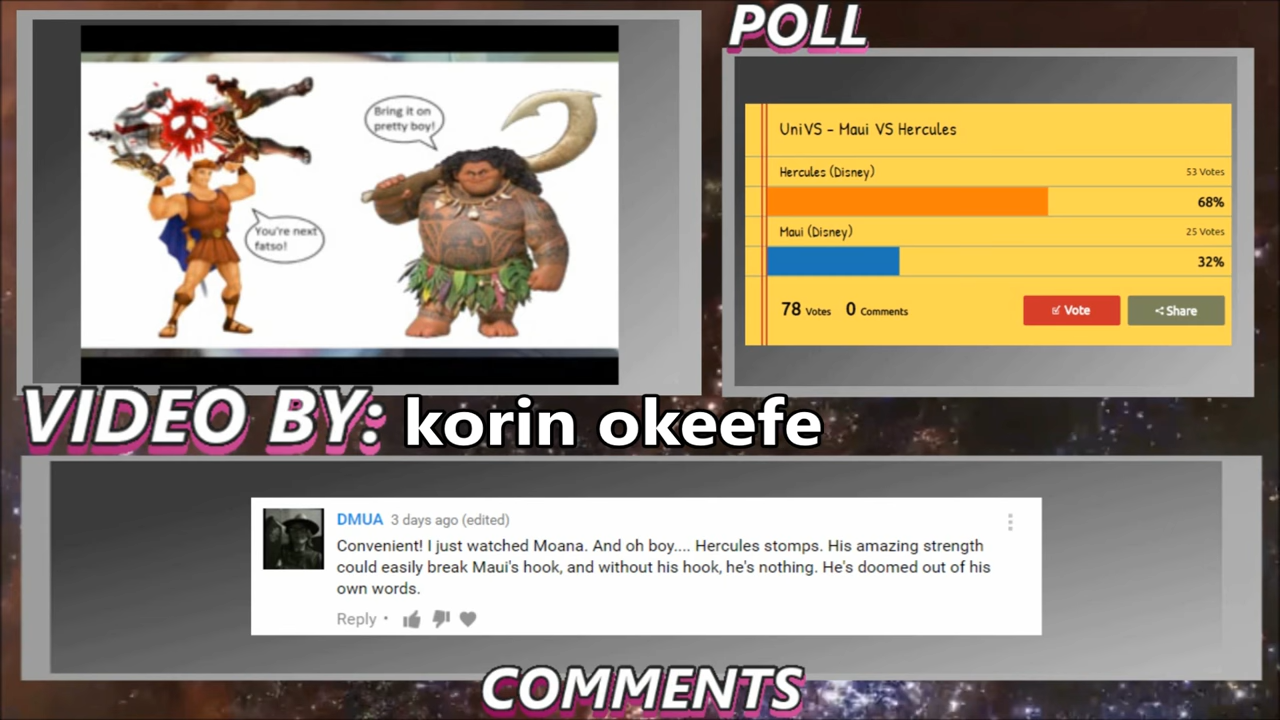 Bring it on
pretty boy!
You're next
fatso!
POLL
UniVS - Maui VS Hercules
Hercules (Disney) 53 Votes
68%
Maui (Disney) 25 Votes
32%
78 Votes 0 Comments Vote Share
VIDEO BY: korin okeefe
DMUA 3 days ago (edited)
Convenient! I just watched Moana. And oh boy.... Hercules stomps. His amazing strength
could easily break Maui's hook, and without his hook, he's nothing. He's doomed out of his
own words.
Reply •
COMMENTS